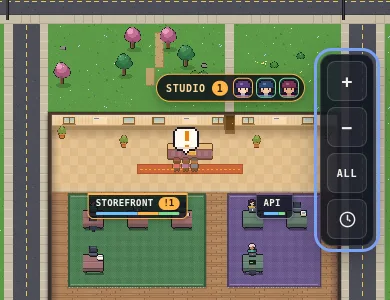 +
STUDIO 1
−
!
ALL
STOREFRONT !1
API